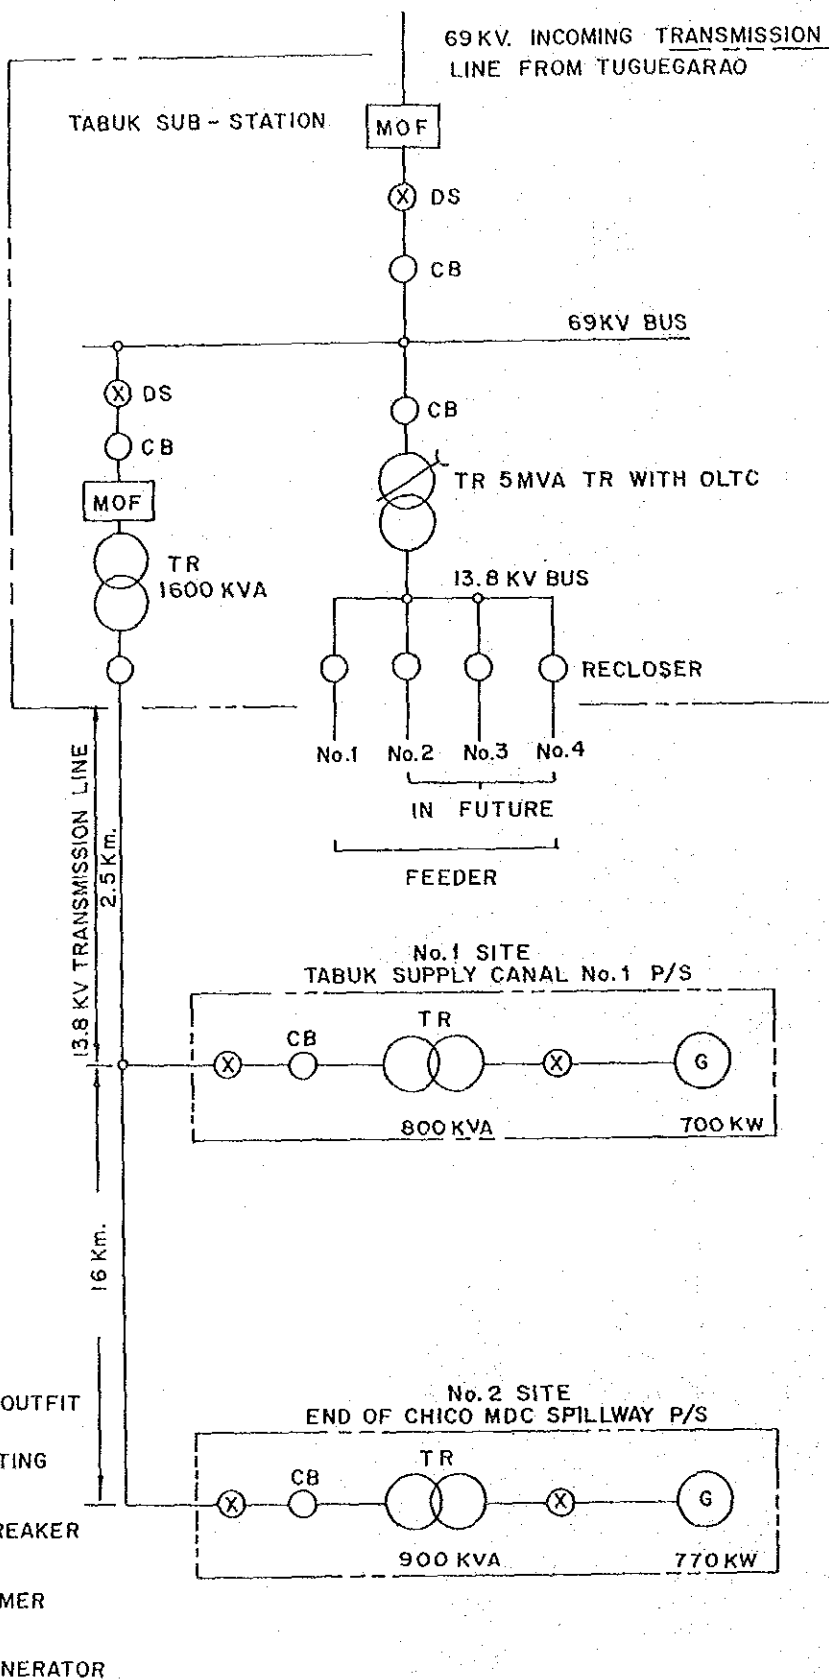 69 KV. INCOMING TRANSMISSION
LINE FROM TUGUEGARAO
TABUK SUB-STATION
MOF
DS
CB
69KV BUS
DS
CB
CB
MOF
TR 5MVA TR WITH OLTC
TR
1600 KVA
13.8 KV BUS
RECLOSER
No.1
No.2
No.3
No.4
IN FUTURE
FEEDER
13.8 KV TRANSMISSION LINE
2.5 Km.
No.1 SITE
TABUK SUPPLY CANAL No.1 P/S
TR
CB
X
X
G
800 KVA
700 KW
16 Km.
No.2 SITE
END OF CHICO MDC SPILLWAY P/S
TR
CB
X
X
G
900 KVA
770 KW
OUTFIT
TING
REAKER
MER
NERATOR